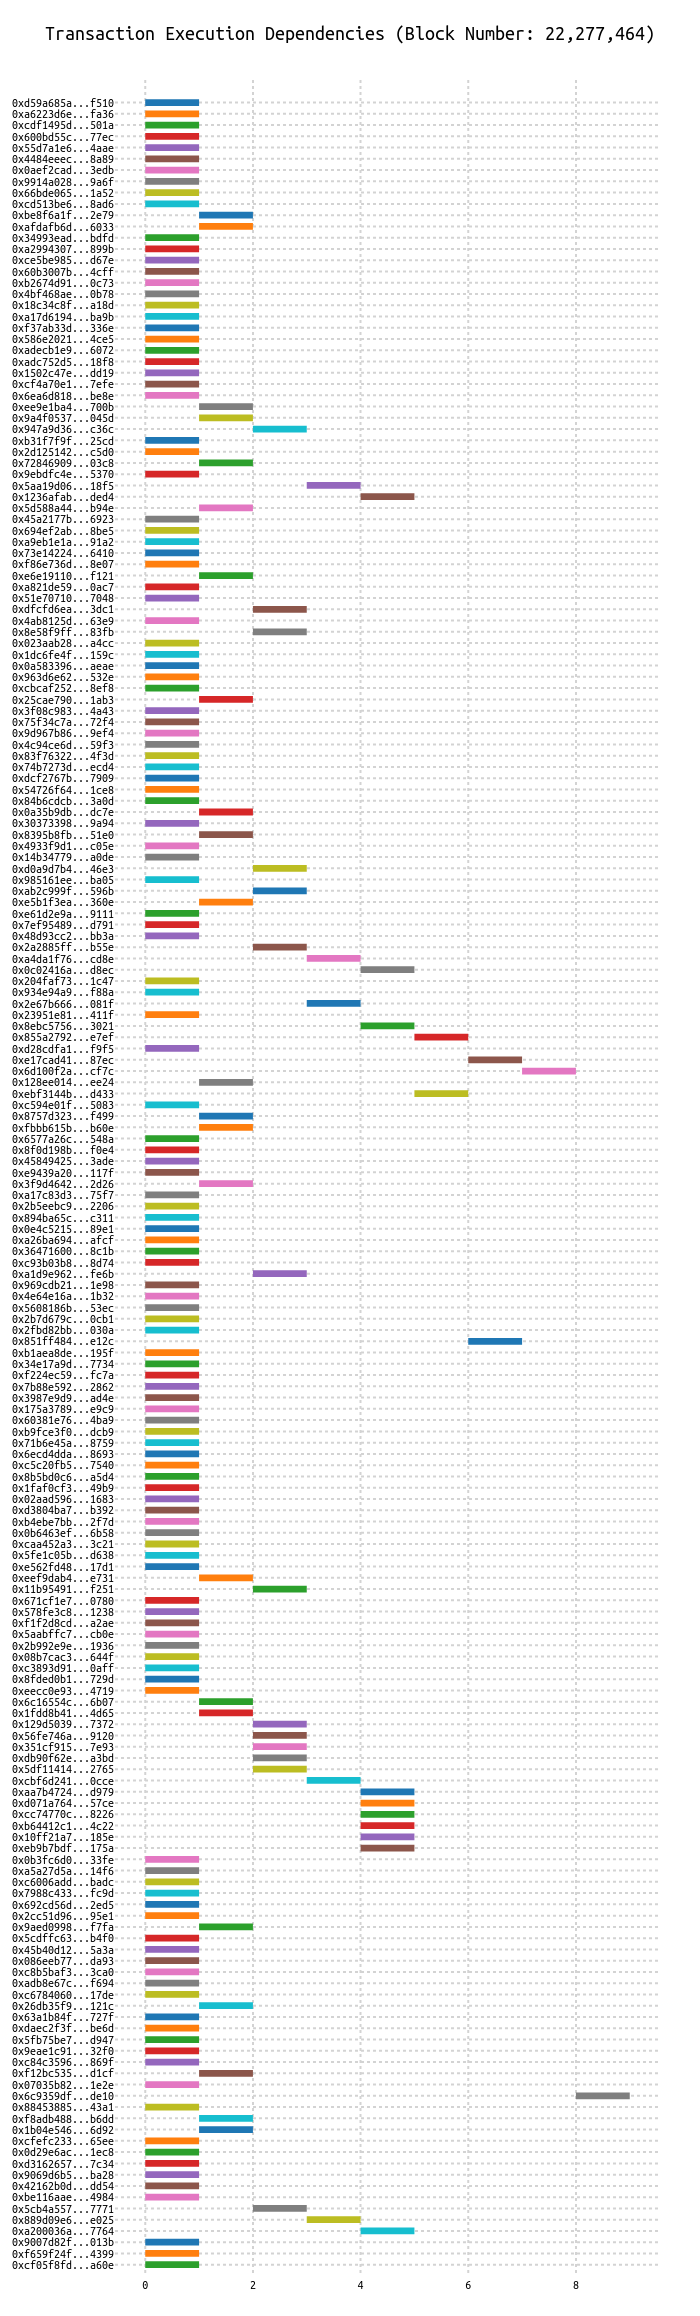 Transaction Execution Dependencies (Block Number: 22,277,464)
0xd59a685a...f510
0xa6223d6e...fa36
0xcdf1495d...501a
0x600bd55c...77ec
0x55d7a1e6...4aae
0x4484eeec...8a89
0x0aef2cad...3edb
0x9914a028...9a6f
0x66bde065...1a52
0xcd513be6...8ad6
0xbe8f6a1f...2e79
0xafdafb6d...6033
0x34993ead...bdfd
0xa2994307...899b
0xce5be985...d67e
0x60b3007b...4cff
0xb2674d91...0c73
0x4bf468ae...0b78
0x18c34c8f...a18d
0xa17d6194...ba9b
0xf37ab33d...336e
0x586e2021...4ce5
0xadecb1e9...6072
0xadc752d5...18f8
0x1502c47e...dd19
0xcf4a70e1...7efe
0x6ea6d818...be8e
0xee9e1ba4...700b
0x9a4f0537...045d
0x947a9d36...c36c
0xb31f7f9f...25cd
0x2d125142...c5d0
0x72846909...03c8
0x9ebdfc4e...5370
0x5aa19d06...18f5
0x1236afab...ded4
0x5d588a44...b94e
0x45a2177b...6923
0x694ef2ab...8be5
0xa9eb1e1a...91a2
0x73e14224...6410
0xf86e736d...8e07
0xe6e19110...f121
0xa821de59...0ac7
0x51e70710...7048
0xdfcfd6ea...3dc1
0x4ab8125d...63e9
0x8e58f9ff...83fb
0x023aab28...a4cc
0x1dc6fe4f...159c
0x0a583396...aeae
0x963d6e62...532e
0xcbcaf252...8ef8
0x25cae790...1ab3
0x3f08c983...4a43
0x75f34c7a...72f4
0x9d967b86...9ef4
0x4c94ce6d...59f3
0x83f76322...4f3d
0x74b7273d...ecd4
0xdcf2767b...7909
0x54726f64...1ce8
0x84b6cdcb...3a0d
0x0a35b9db...dc7e
0x30373398...9a94
0x8395b8fb...51e0
0x4933f9d1...c05e
0x14b34779...a0de
0xd0a9d7b4...46e3
0x985161ee...ba05
0xab2c999f...596b
0xe5b1f3ea...360e
0xe61d2e9a...9111
0x7ef95489...d791
0x48d93cc2...bb3a
0x2a2885ff...b55e
0xa4da1f76...cd8e
0x0c02416a...d8ec
0x204faf73...1c47
0x934e94a9...f88a
0x2e67b666...081f
0x23951e81...411f
0x8ebc5756...3021
0x855a2792...e7ef
0xd28cdfa1...f9f5
0xe17cad41...87ec
0x6d100f2a...cf7c
0x128ee014...ee24
0xebf3144b...d433
0xc594e01f...5083
0x8757d323...f499
0xfbbb615b...b60e
0x6577a26c...548a
0x8f0d198b...f0e4
0x45849425...3ade
0xe9439a20...117f
0x3f9d4642...2d26
0xa17c83d3...75f7
0x2b5eebc9...2206
0x894ba65c...c311
0x0e4c5215...89e1
0xa26ba694...afcf
0x36471600...8c1b
0xc93b03b8...8d74
0xa1d9e962...fe6b
0x969cdb21...1e98
0x4e64e16a...1b32
0x5608186b...53ec
0x2b7d679c...0cb1
0x2fbd82bb...030a
0x851ff484...e12c
0xb1aea8de...195f
0x34e17a9d...7734
0xf224ec59...fc7a
0x7b88e592...2862
0x3987e9d9...ad4e
0x175a3789...e9c9
0x60381e76...4ba9
0xb9fce3f0...dcb9
0x71b6e45a...8759
0x6ecd4dda...8693
0xc5c20fb5...7540
0x8b5bd0c6...a5d4
0x1faf0cf3...49b9
0x02aad596...1683
0xd3804ba7...b392
0xb4ebe7bb...2f7d
0x0b6463ef...6b58
0xcaa452a3...3c21
0x5fe1c05b...d638
0xe562fd48...17d1
0xeef9dab4...e731
0x11b95491...f251
0x671cf1e7...0780
0x578fe3c8...1238
0xf1f2d8cd...a2ae
0x5aabffc7...cb0e
0x2b992e9e...1936
0x08b7cac3...644f
0xc3893d91...0aff
0x8fded0b1...729d
0xeecc0e93...4719
0x6c16554c...6b07
0x1fdd8b41...4d65
0x129d5039...7372
0x56fe746a...9120
0x351cf915...7e93
0xdb90f62e...a3bd
0x5df11414...2765
0xcbf6d241...0cce
0xaa7b4724...d979
0xd071a764...57ce
0xcc74770c...8226
0xb64412c1...4c22
0x10ff21a7...185e
0xeb9b7bdf...175a
0x0b3fc6d0...33fe
0xa5a27d5a...14f6
0xc6006add...badc
0x7988c433...fc9d
0x692cd56d...2ed5
0x2cc51d96...95e1
0x9aed0998...f7fa
0x5cdffc63...b4f0
0x45b40d12...5a3a
0x086eeb77...da93
0xc8b5baf3...3ca0
0xadb8e67c...f694
0xc6784060...17de
0x26db35f9...121c
0x63a1b84f...727f
0xdaec2f3f...be6d
0x5fb75be7...d947
0x9eae1c91...32f0
0xc84c3596...869f
0xf12bc535...d1cf
0x07035b82...1e2e
0x6c9359df...de10
0x88453885...43a1
0xf8adb488...b6dd
0x1b04e546...6d92
0xcfefc233...65ee
0x0d29e6ac...1ec8
0xd3162657...7c34
0x9069d6b5...ba28
0x42162b0d...dd54
0xbe116aae...4984
0x5cb4a557...7771
0x889d09e6...e025
0xa200036a...7764
0x9007d82f...013b
0xf659f24f...4399
0xcf05f8fd...a60e
0 2 4 6 8